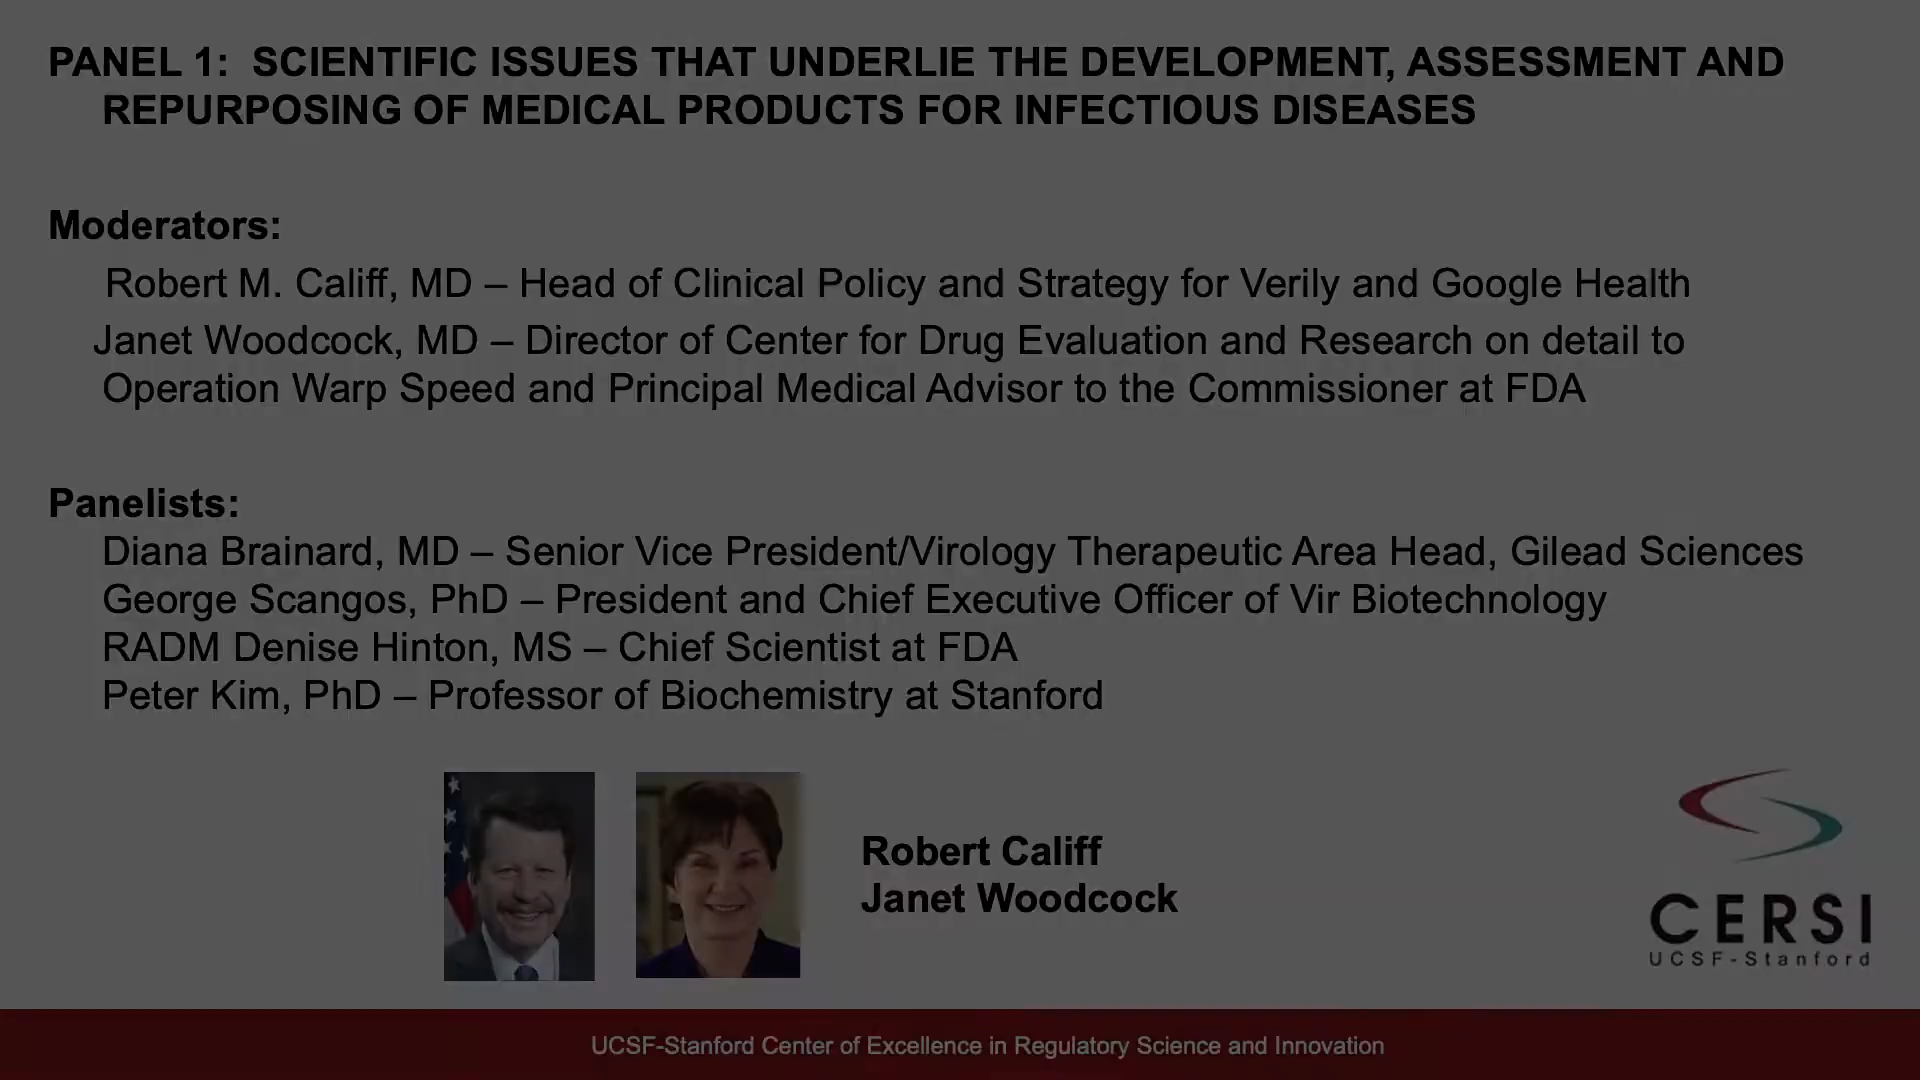 PANEL 1: SCIENTIFIC ISSUES THAT UNDERLIE THE DEVELOPMENT, ASSESSMENT AND
REPURPOSING OF MEDICAL PRODUCTS FOR INFECTIOUS DISEASES
Moderators:
Robert M. Califf, MD – Head of Clinical Policy and Strategy for Verily and Google Health
Janet Woodcock, MD – Director of Center for Drug Evaluation and Research on detail to
Operation Warp Speed and Principal Medical Advisor to the Commissioner at FDA
Panelists:
Diana Brainard, MD – Senior Vice President/Virology Therapeutic Area Head, Gilead Sciences
George Scangos, PhD – President and Chief Executive Officer of Vir Biotechnology
RADM Denise Hinton, MS – Chief Scientist at FDA
Peter Kim, PhD – Professor of Biochemistry at Stanford
Robert Califf
Janet Woodcock
CERSI
UCSF-Stanford
UCSF-Stanford Center of Excellence in Regulatory Science and Innovation